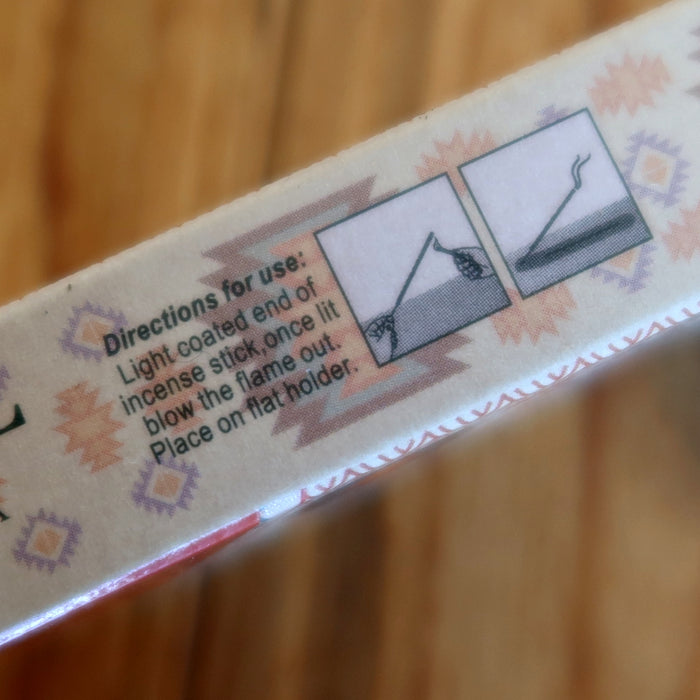 Directions for use:
Light coated end of
incense stick,once lit
blow the flame out.
Place on flat holder.